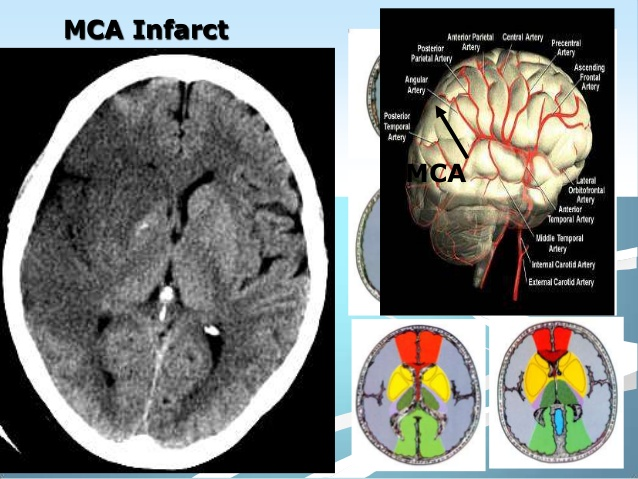 MCA Infarct
Anterior Parietal
Artery
Central Artery
Precentral
Artery
Posterior
Parietal Artery
Ascending
Frontal
Artery
Angular
Artery
Posterior
Temporal
Artery
MCA
Lateral
Orbitofrontal
Artery
Anterior
Temporal Artery
Middle Temporal
Artery
Internal Carotid Artery
External Carotid Artery